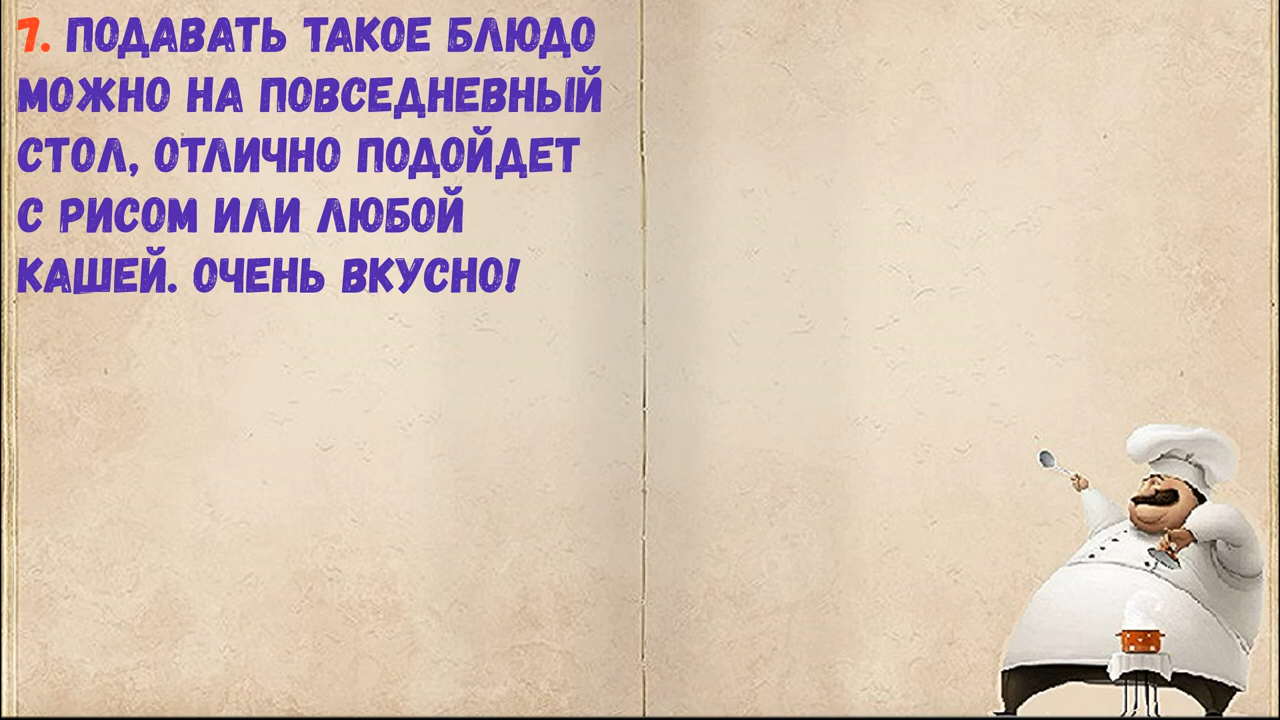 7. ПОДАВАТЬ ТАКОЕ БЛЮДО
МОЖНО НА ПОВСЕДНЕВНЫЙ
СТОЛ, ОТЛИЧНО ПОДОЙДЕТ
С РИСОМ ИЛИ ЛЮБОЙ
КАШЕЙ. ОЧЕНЬ ВКУСНО!